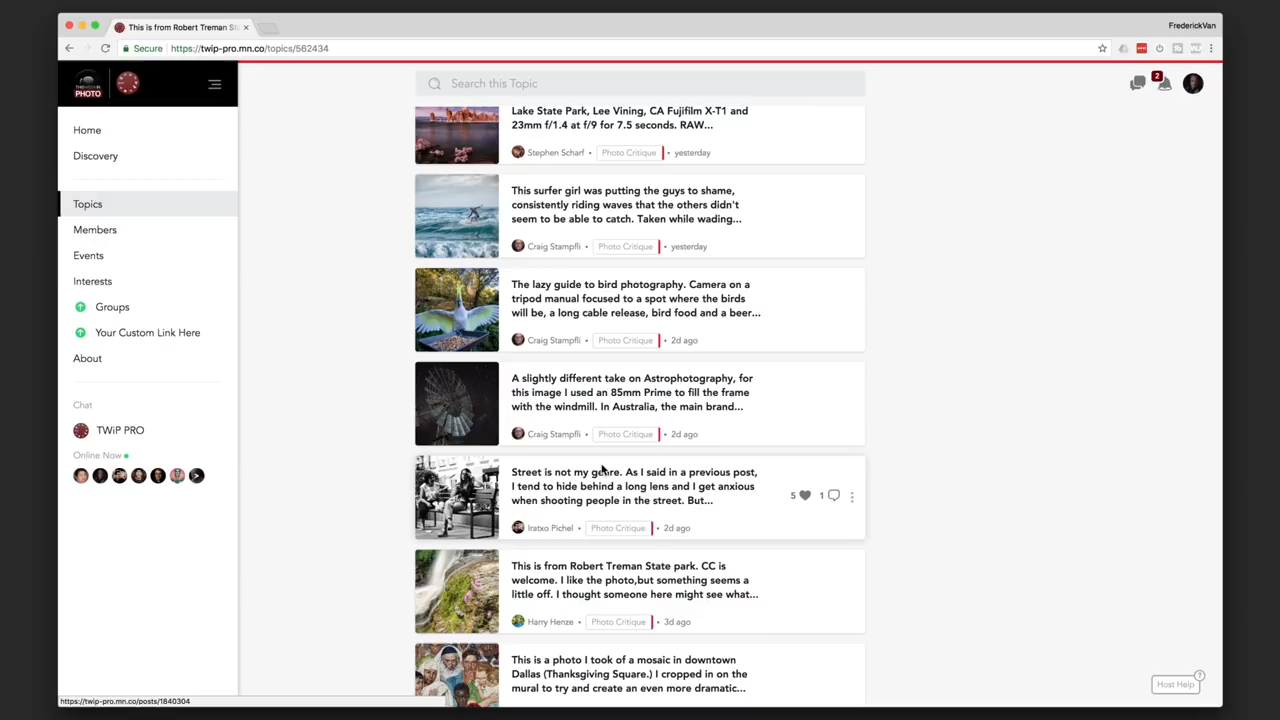 This is from Robert Treman Sta
FrederickVan
Secure https://twip-pro.mn.co/topics/562434
PHOTO
Search this Topic
2
Home
Discovery
Topics
Members
Events
Interests
Groups
Your Custom Link Here
About
Chat
TWiP PRO
Online Now
Lake State Park, Lee Vining, CA Fujifilm X-T1 and
23mm f/1.4 at f/9 for 7.5 seconds. RAW...
Stephen Scharf • Photo Critique • yesterday
This surfer girl was putting the guys to shame,
consistently riding waves that the others didn't
seem to be able to catch. Taken while wading...
Craig Stampfli • Photo Critique • yesterday
The lazy guide to bird photography. Camera on a
tripod manual focused to a spot where the birds
will be, a long cable release, bird food and a beer...
Craig Stampfli • Photo Critique • 2d ago
A slightly different take on Astrophotography, for
this image I used an 85mm Prime to fill the frame
with the windmill. In Australia, the main brand...
Craig Stampfli • Photo Critique • 2d ago
Street is not my genre. As I said in a previous post,
I tend to hide behind a long lens and I get anxious
when shooting people in the street. But...
5 1
Iratxo Pichel • Photo Critique • 2d ago
This is from Robert Treman State park. CC is
welcome. I like the photo,but something seems a
little off. I thought someone here might see what...
Harry Henze • Photo Critique • 3d ago
This is a photo I took of a mosaic in downtown
Dallas (Thanksgiving Square.) I cropped in on the
mural to try and create an even more dramatic...
Host Help ?
https://twip-pro.mn.co/posts/1840304